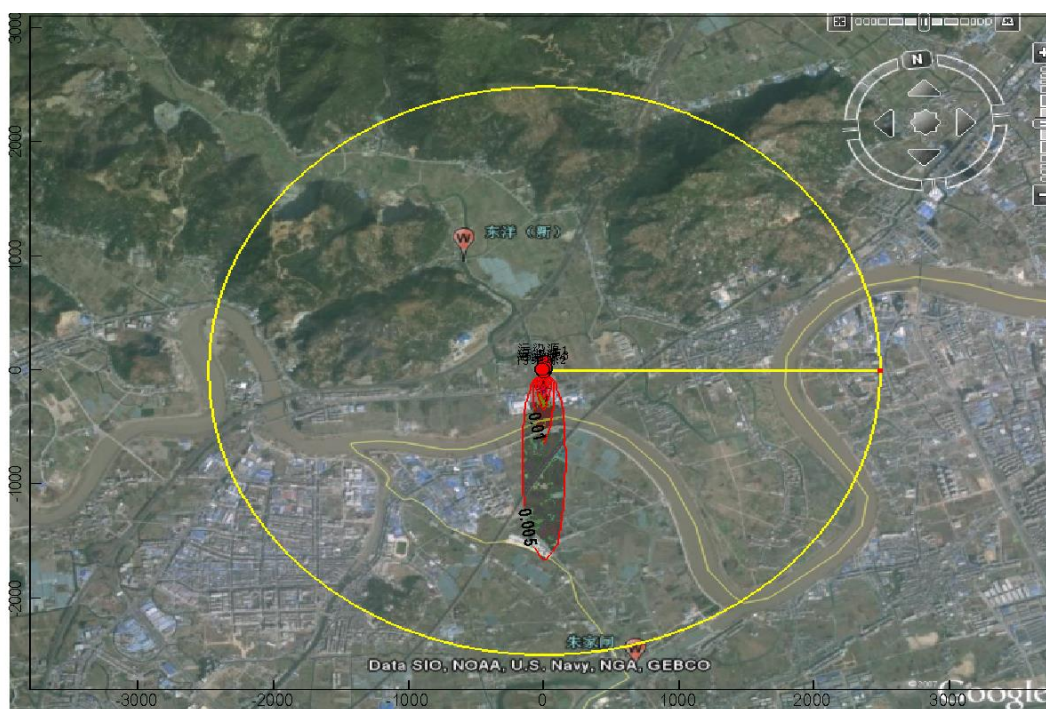 3000
N
2000
W 东洋《新》
1000
0
0.01
-1000
0.005
-2000
朱家闸 W
Data SIO, NOAA, U.S. Navy, NGA, GEBCO
Google
-3000 -2000 -1000 0 1000 2000 3000